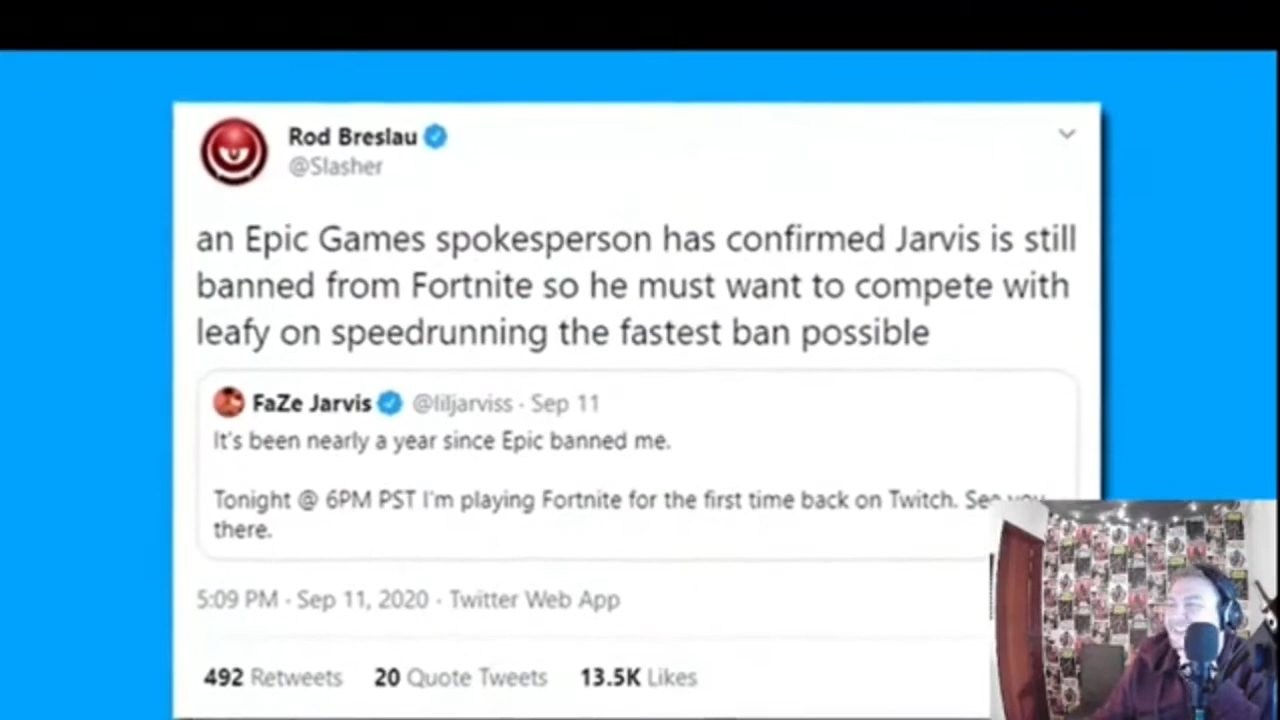 Rod Breslau
@Slasher
an Epic Games spokesperson has confirmed Jarvis is still
banned from Fortnite so he must want to compete with
leafy on speedrunning the fastest ban possible
FaZe Jarvis @liljarviss · Sep 11
It's been nearly a year since Epic banned me.
Tonight @ 6PM PST I'm playing Fortnite for the first time back on Twitch. See you
there.
5:09 PM · Sep 11, 2020 · Twitter Web App
492 Retweets 20 Quote Tweets 13.5K Likes